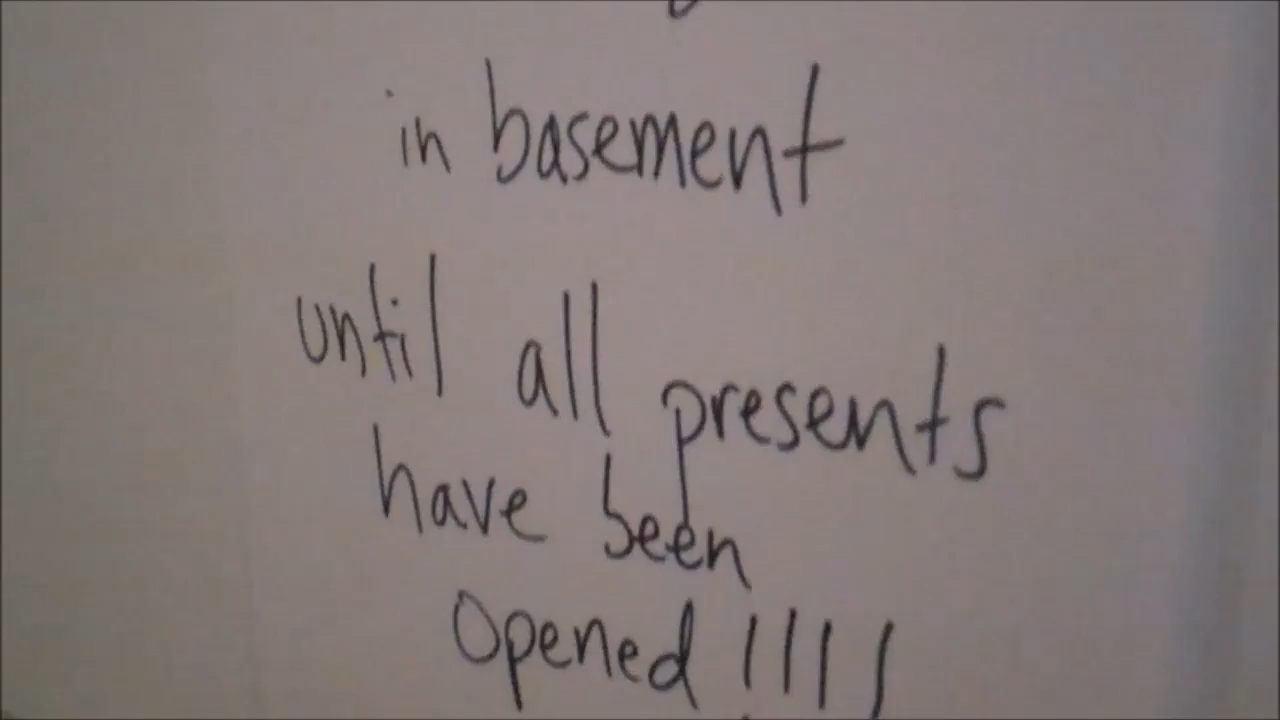 in basement
until all presents
have been
opened !!!!